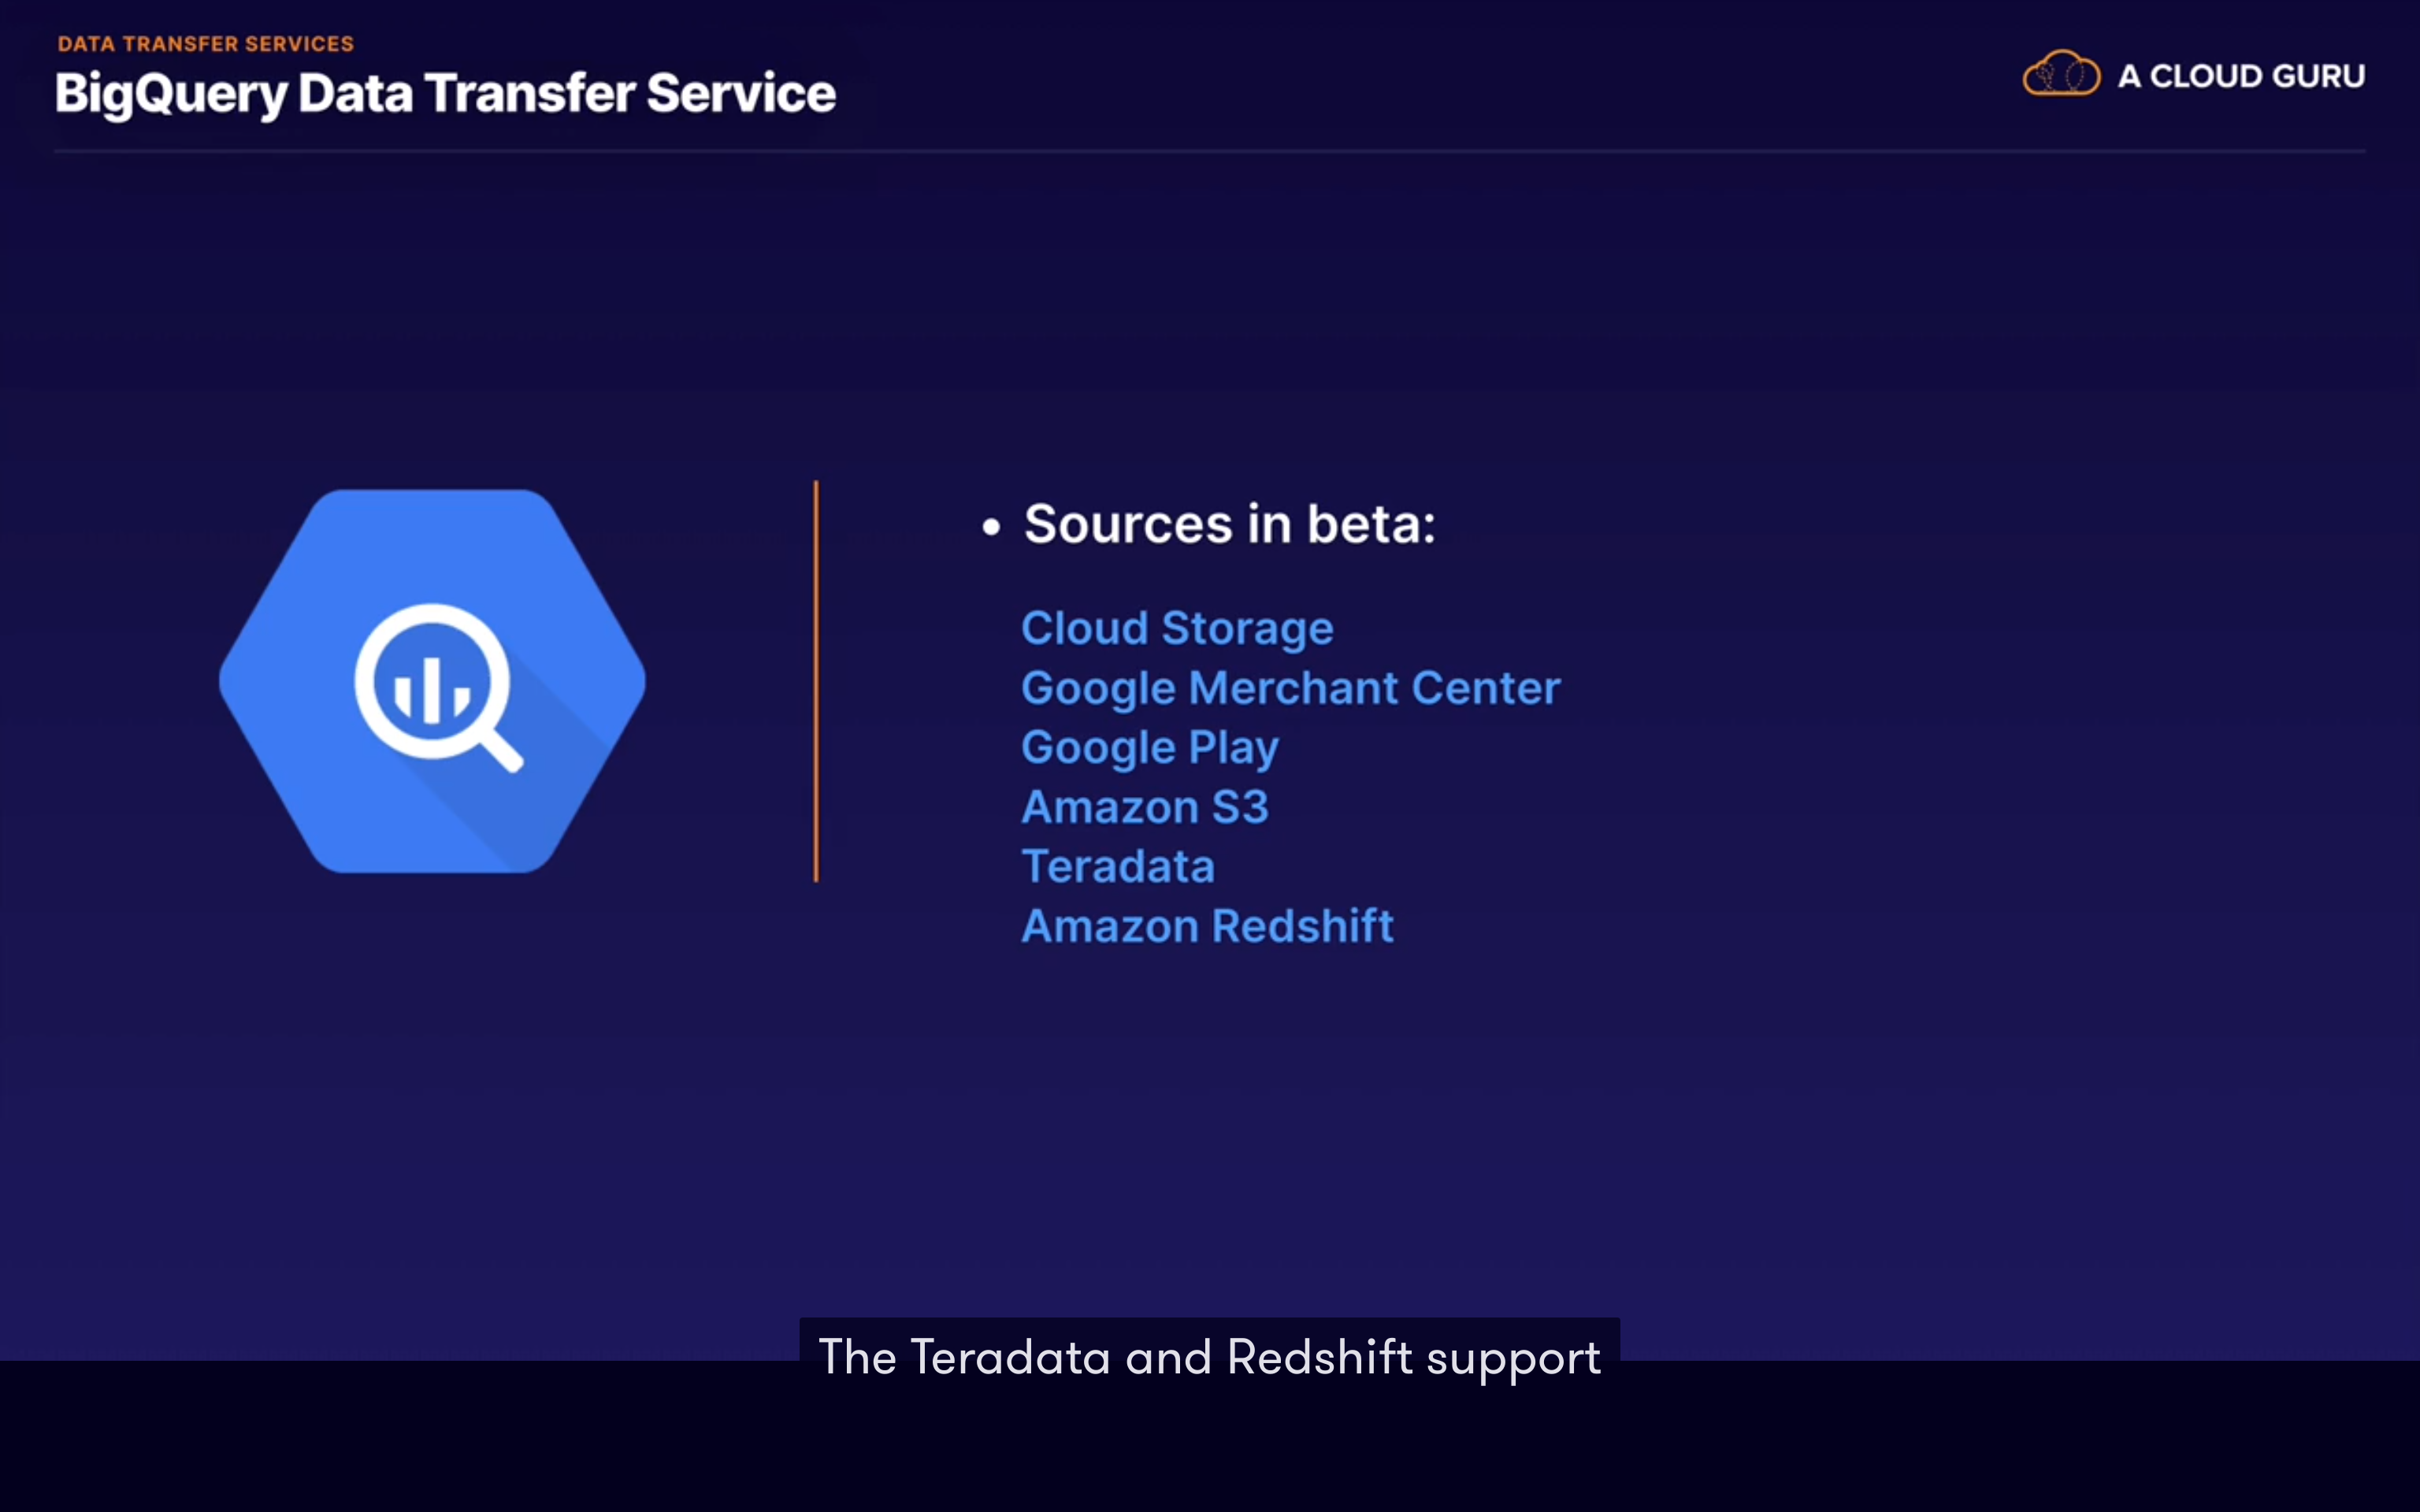 DATA TRANSFER SERVICES
BigQuery Data Transfer Service
A CLOUD GURU
• Sources in beta:
Cloud Storage
Google Merchant Center
Google Play
Amazon S3
Teradata
Amazon Redshift
The Teradata and Redshift support